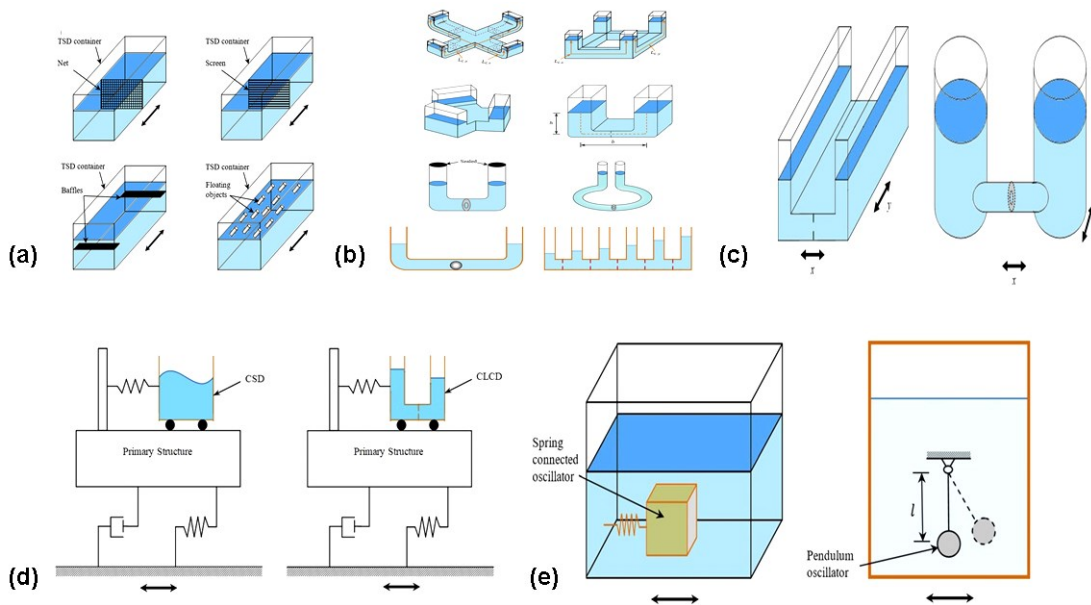 TSD container
Net
TSD container
Screen
TSD container
Baffles
TSD container
Floating
objects
(a)
(b)
y
x
x
(c)
CSD
Primary Structure
CLCD
Primary Structure
(d)
Spring
connected
oscillator
l
Pendulum
oscillator
(e)